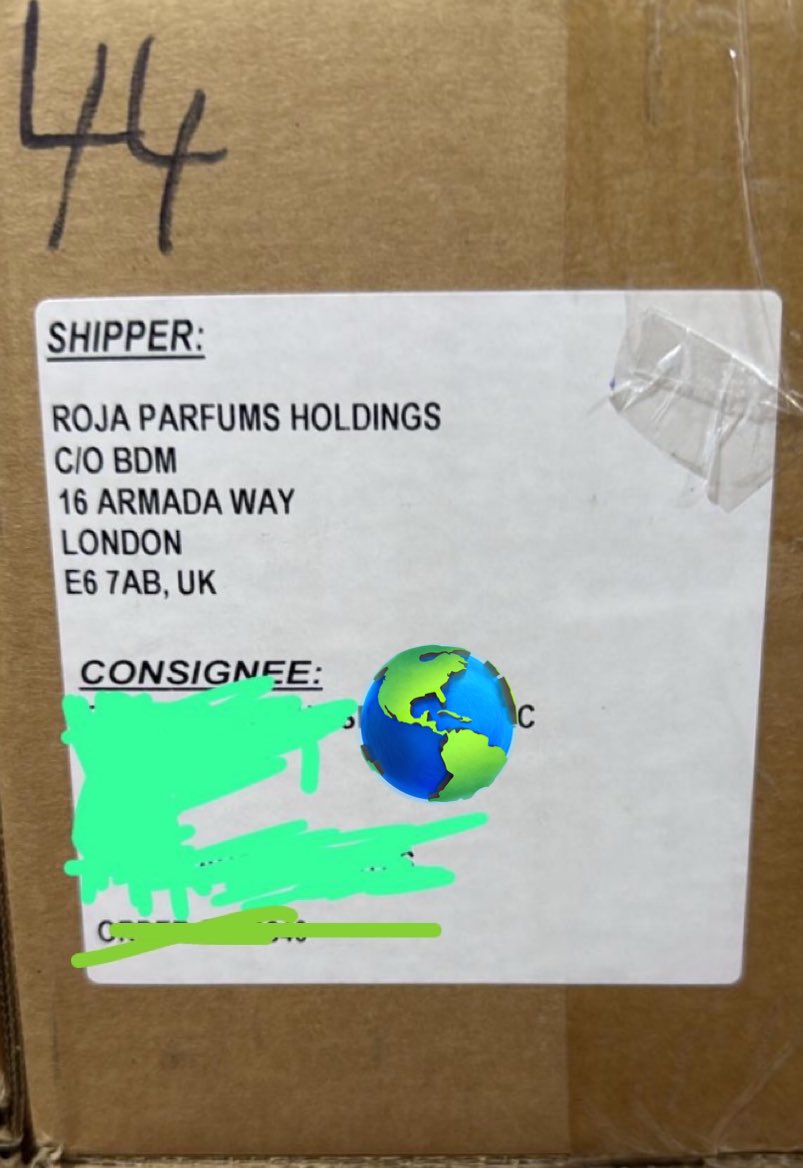 44
SHIPPER:
ROJA PARFUMS HOLDINGS
C/O BDM
16 ARMADA WAY
LONDON
E6 7AB, UK
CONSIGNEE: